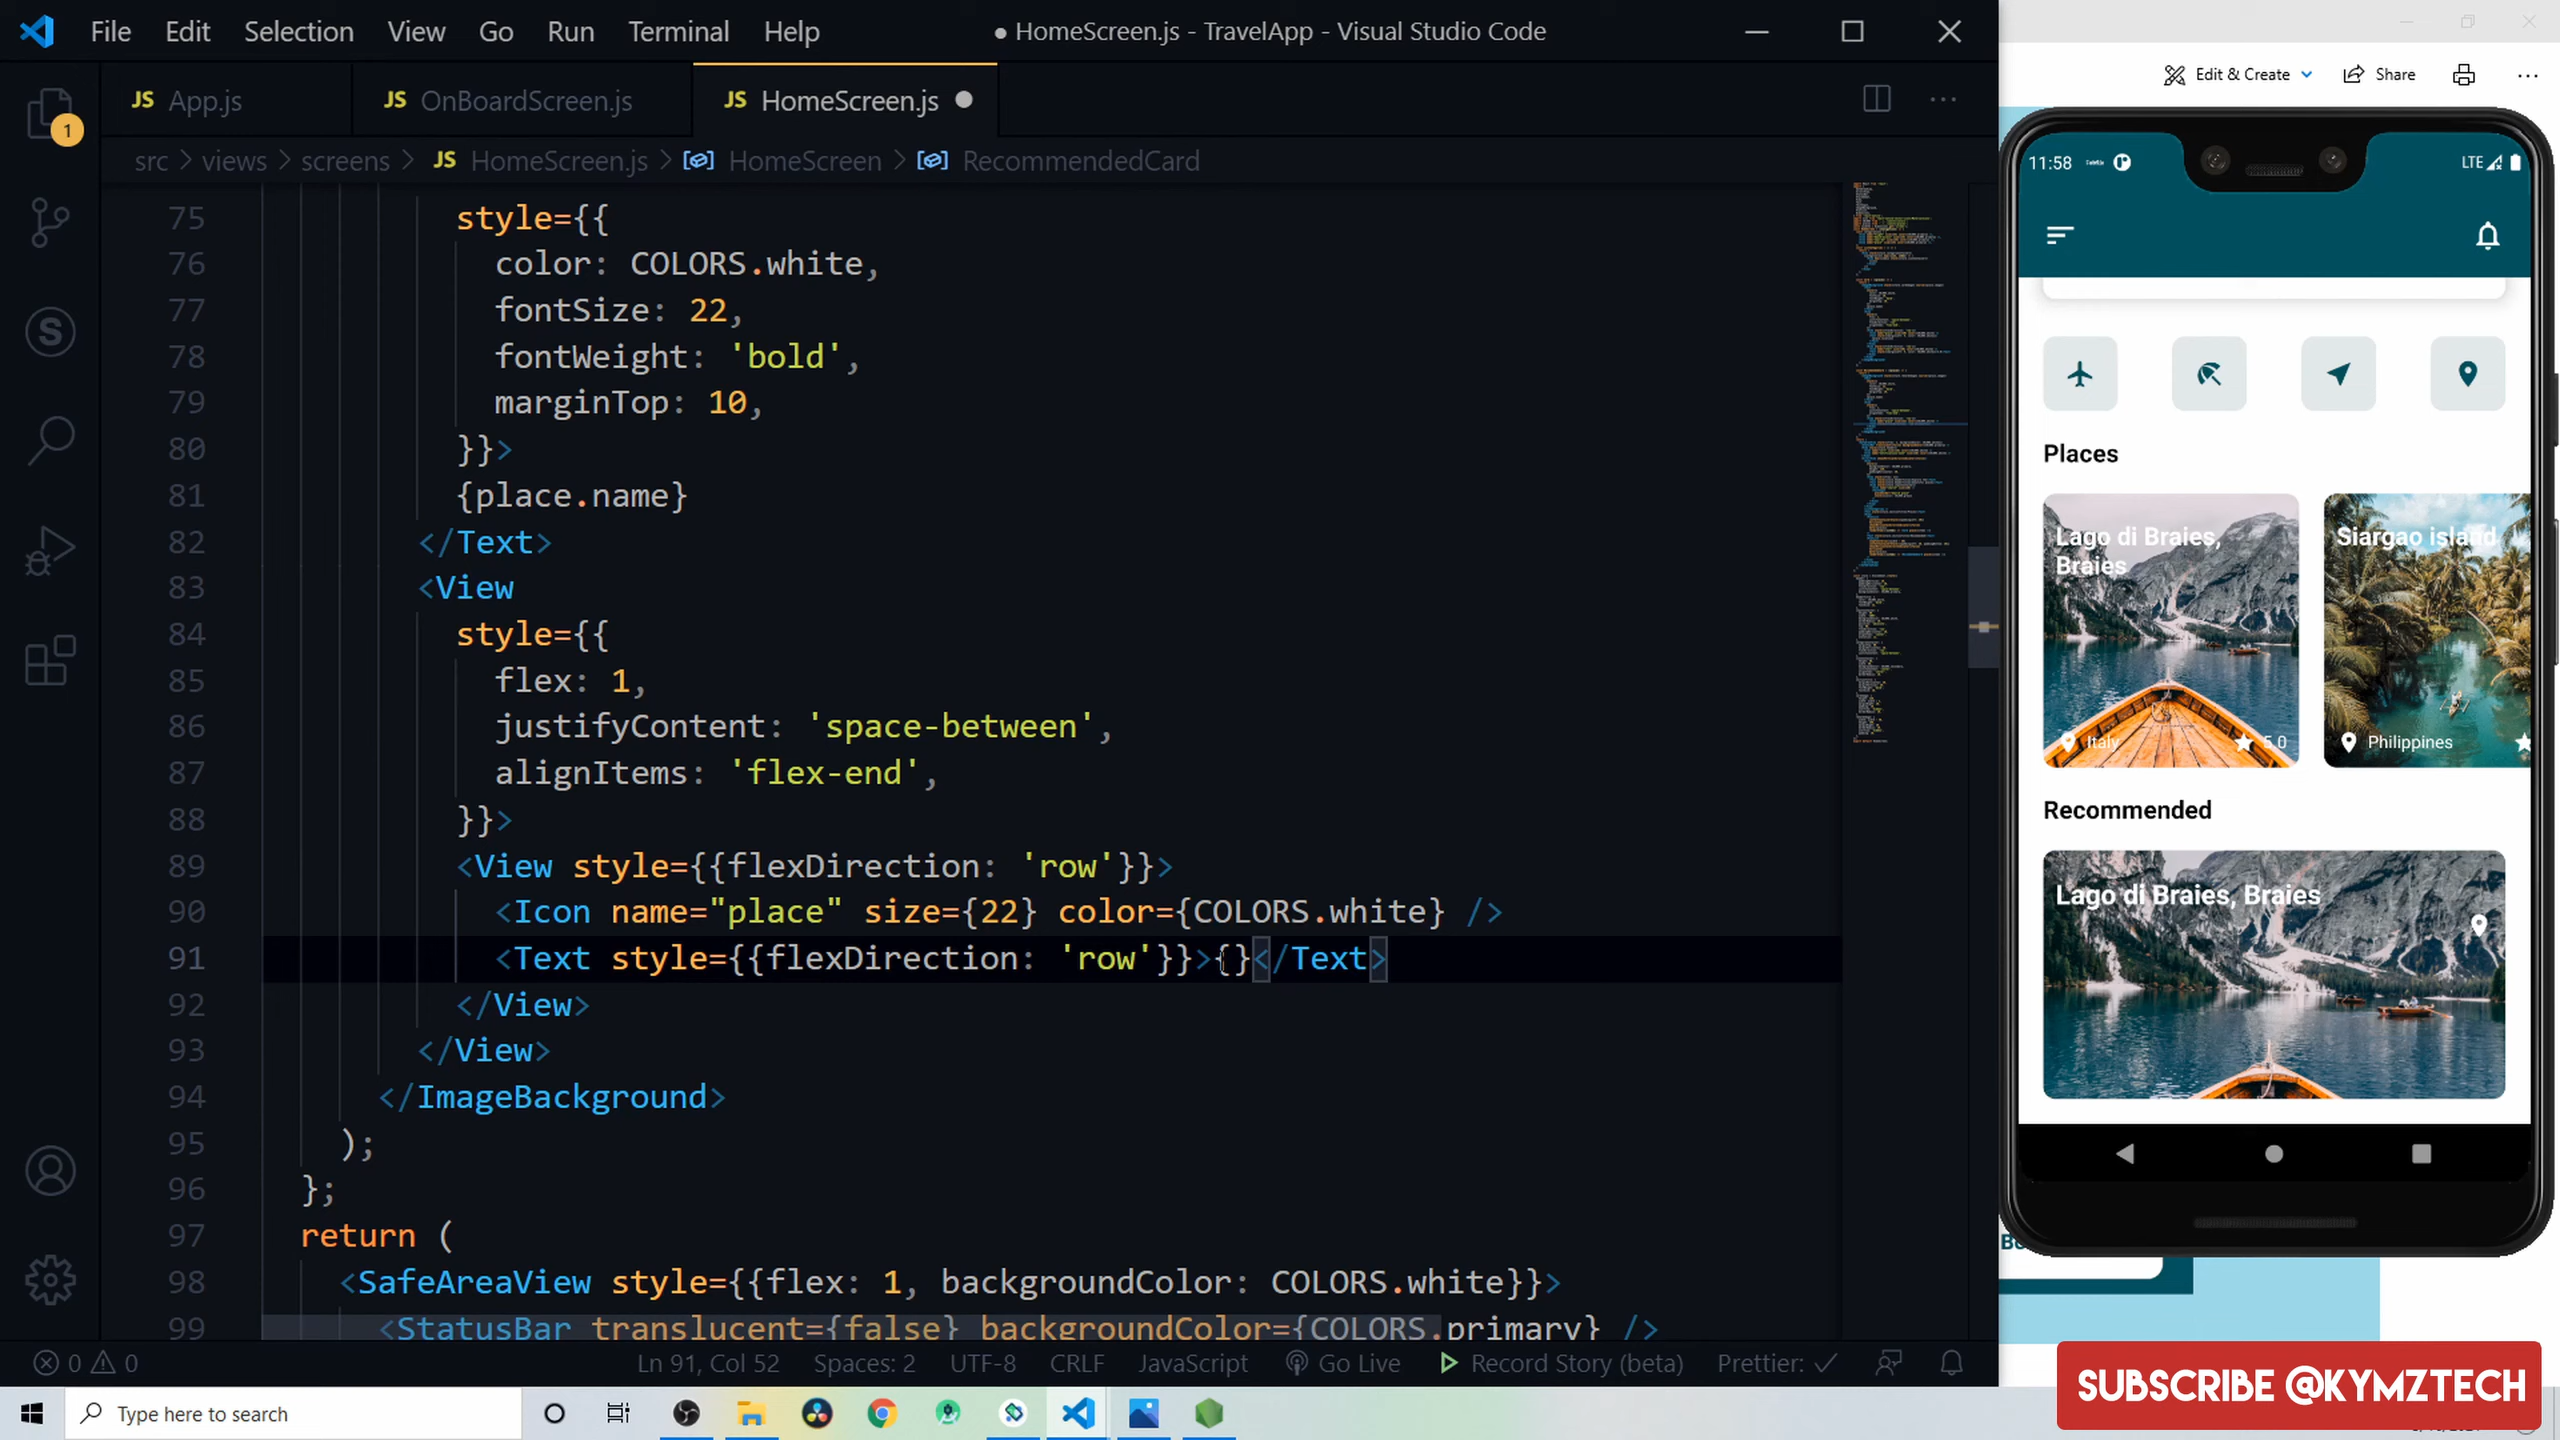 File Edit Selection View Go Run Terminal Help ● HomeScreen.js - TravelApp - Visual Studio Code
JS App.js JS OnBoardScreen.js JS HomeScreen.js ●
src > views > screens > JS HomeScreen.js > HomeScreen > RecommendedCard
75 style={{
76 color: COLORS.white,
77 fontSize: 22,
78 fontWeight: 'bold',
79 marginTop: 10,
80 }}>
81 {place.name}
82 </Text>
83 <View
84 style={{
85 flex: 1,
86 justifyContent: 'space-between',
87 alignItems: 'flex-end',
88 }}>
89 <View style={{flexDirection: 'row'}}>
90 <Icon name="place" size={22} color={COLORS.white} />
91 <Text style={{flexDirection: 'row'}}>{}</Text>
92 </View>
93 </View>
94 </ImageBackground>
95 );
96 };
97 return (
98 <SafeAreaView style={{flex: 1, backgroundColor: COLORS.white}}>
99 <StatusBar translucent={false} backgroundColor={COLORS.primary} />
1
0 0 Ln 91, Col 52 Spaces: 2 UTF-8 CRLF JavaScript Go Live Record Story (beta) Prettier: ✓
Type here to search
Edit & Create Share
11:58 LTE
Places
Lago di Braies,
Braies
Italy 5.0
Siargao island
Philippines
Recommended
Lago di Braies, Braies
SUBSCRIBE @KYMZTECH